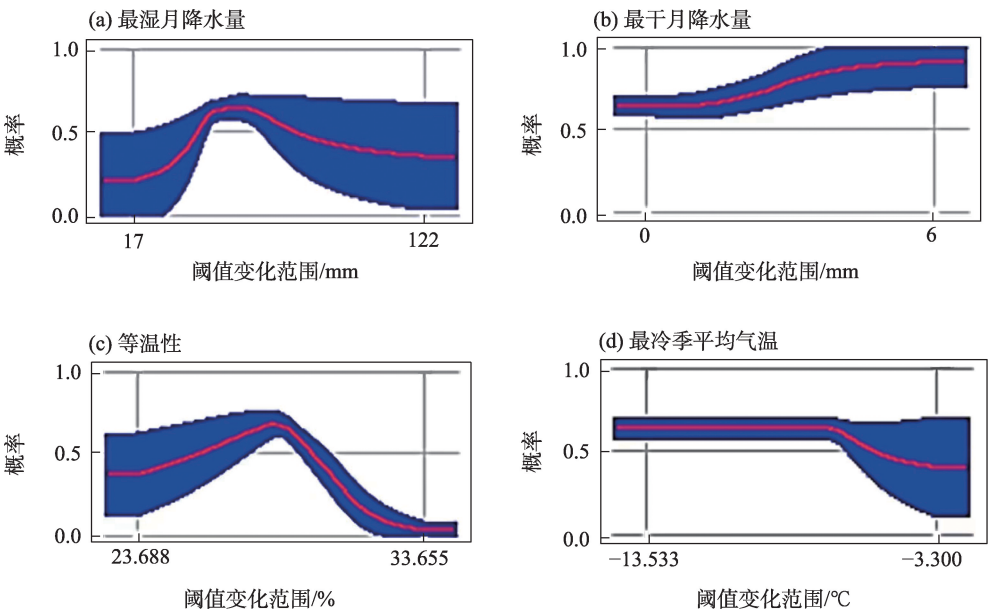 (a) 最湿月降水量
1.0
0.5
0.0
概率
17
122
阈值变化范围/mm
(b) 最干月降水量
1.0
0.5
0.0
概率
0
6
阈值变化范围/mm
(c) 等温性
1.0
0.5
0.0
概率
23.688
33.655
阈值变化范围/%
(d) 最冷季平均气温
1.0
0.5
0.0
概率
−13.533
−3.300
阈值变化范围/℃